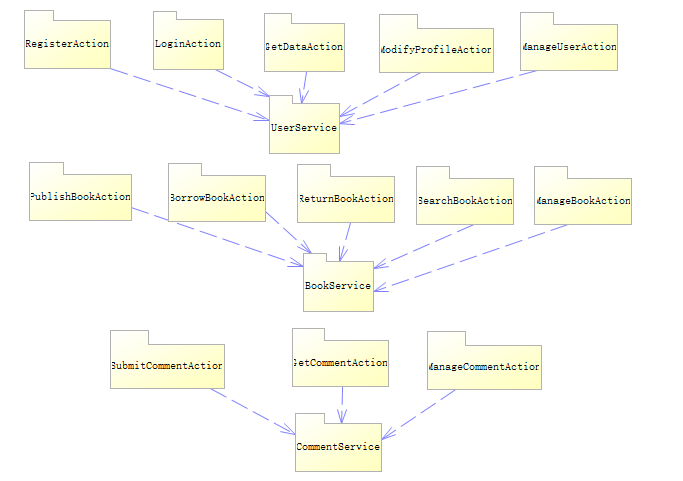 RegisterAction
LoginAction
GetDataAction
ModifyProfileAction
ManageUserAction
UserService
PublishBookAction
BorrowBookAction
ReturnBookAction
SearchBookAction
ManageBookAction
BookService
SubmitCommentAction
GetCommentAction
ManageCommentAction
CommentService